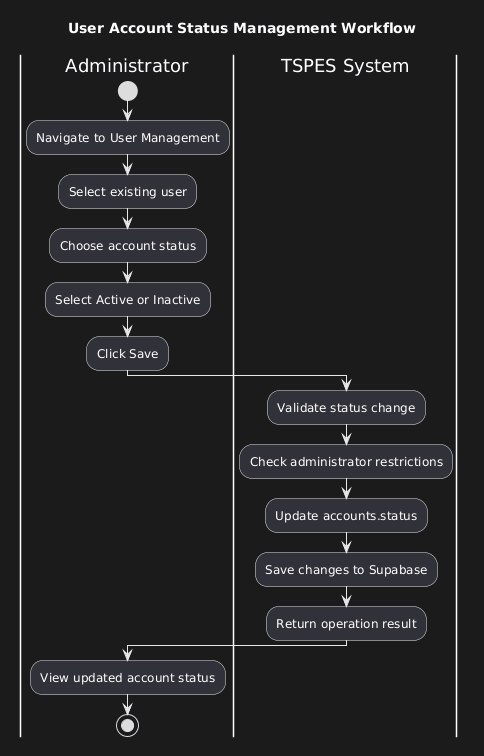 User Account Status Management Workflow
Administrator
TSPES System
Navigate to User Management
Select existing user
Choose account status
Select Active or Inactive
Click Save
Validate status change
Check administrator restrictions
Update accounts.status
Save changes to Supabase
Return operation result
View updated account status